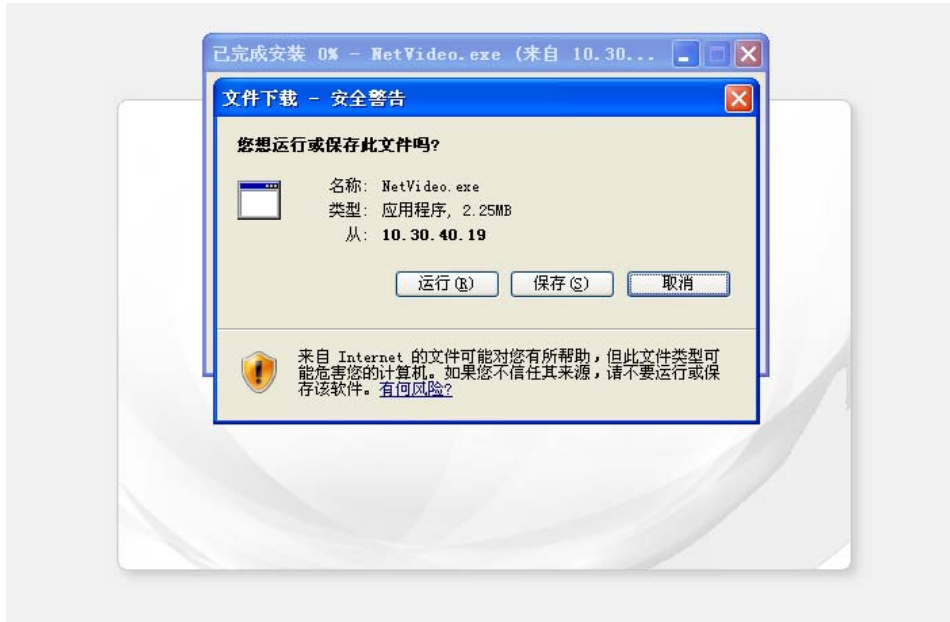 已完成安装 0% - NetVideo.exe (来自 10.30...
文件下载 - 安全警告
您想运行或保存此文件吗?
名称: NetVideo.exe
类型: 应用程序, 2.25MB
从: 10.30.40.19
运行(R) 保存(S) 取消
来自 Internet 的文件可能对您有所帮助，但此文件类型可
能危害您的计算机。如果您不信任其来源，请不要运行或保
存该软件。有何风险?